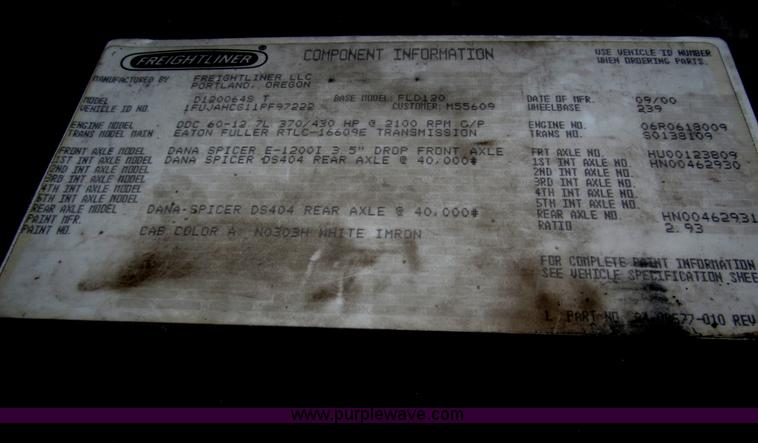 FREIGHTLINER COMPONENT INFORMATION USE VEHICLE ID NUMBER
WHEN ORDERING PARTS.
MANUFACTURED BY FREIGHTLINER LLC
PORTLAND, OREGON
MODEL D120064S T BASE MODEL: FLD120 DATE OF MFR. 09/00
VEHICLE ID NO. 1FUJAHCG11PF97222 CUSTOMER: M55609 WHEELBASE 239
ENGINE MODEL DDC 60-12.7L 370/430 HP @ 2100 RPM G/P ENGINE NO. 06R0613009
TRANS MODEL MAIN EATON FULLER RTLC-16609E TRANSMISSION TRANS NO. S0138109
FRONT AXLE MODEL DANA SPICER E-1200I 3.5" DROP FRONT AXLE FRT AXLE NO. HU00123809
1ST INT AXLE MODEL DANA SPICER DS404 REAR AXLE @ 40,000# 1ST INT AXLE NO. HN00462930
2ND INT AXLE MODEL 2ND INT AXLE NO.
3RD INT AXLE MODEL 3RD INT AXLE NO.
4TH INT AXLE MODEL 4TH INT AXLE NO.
5TH INT AXLE MODEL 5TH INT AXLE NO.
REAR AXLE MODEL DANA-SPICER DS404 REAR AXLE @ 40,000# REAR AXLE NO. HN00462931
PAINT MFR. RATIO 2.93
PAINT NO. CAB COLOR A: N0303H WHITE IMRON
FOR COMPLETE PAINT INFORMATION
SEE VEHICLE SPECIFICATION SHEE
PART NO. REV
www.purplewave.com